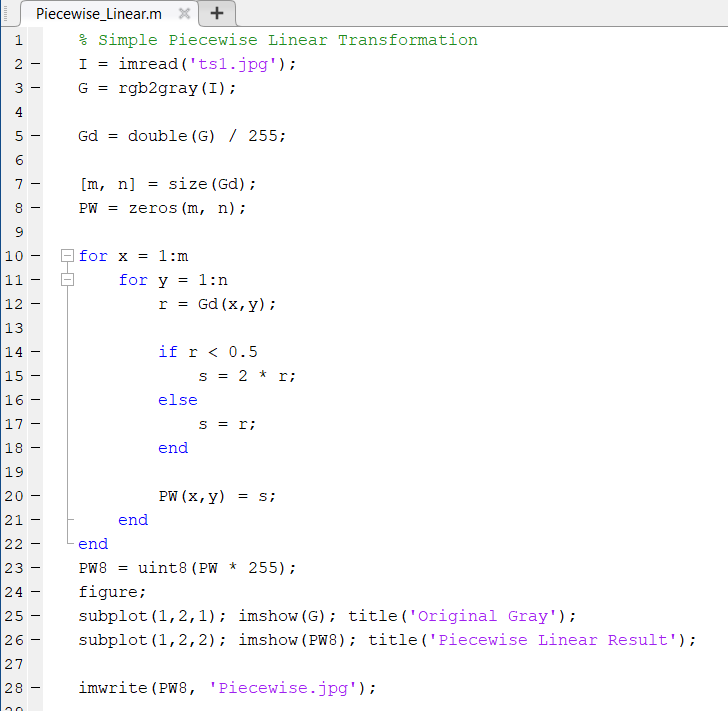 Piecewise_Linear.m
1 % Simple Piecewise Linear Transformation
2 I = imread('ts1.jpg');
3 G = rgb2gray(I);
4
5 Gd = double(G) / 255;
6
7 [m, n] = size(Gd);
8 PW = zeros(m, n);
9
10 for x = 1:m
11 for y = 1:n
12 r = Gd(x,y);
13
14 if r < 0.5
15 s = 2 * r;
16 else
17 s = r;
18 end
19
20 PW(x,y) = s;
21 end
22 end
23 PW8 = uint8(PW * 255);
24 figure;
25 subplot(1,2,1); imshow(G); title('Original Gray');
26 subplot(1,2,2); imshow(PW8); title('Piecewise Linear Result');
27
28 imwrite(PW8, 'Piecewise.jpg');